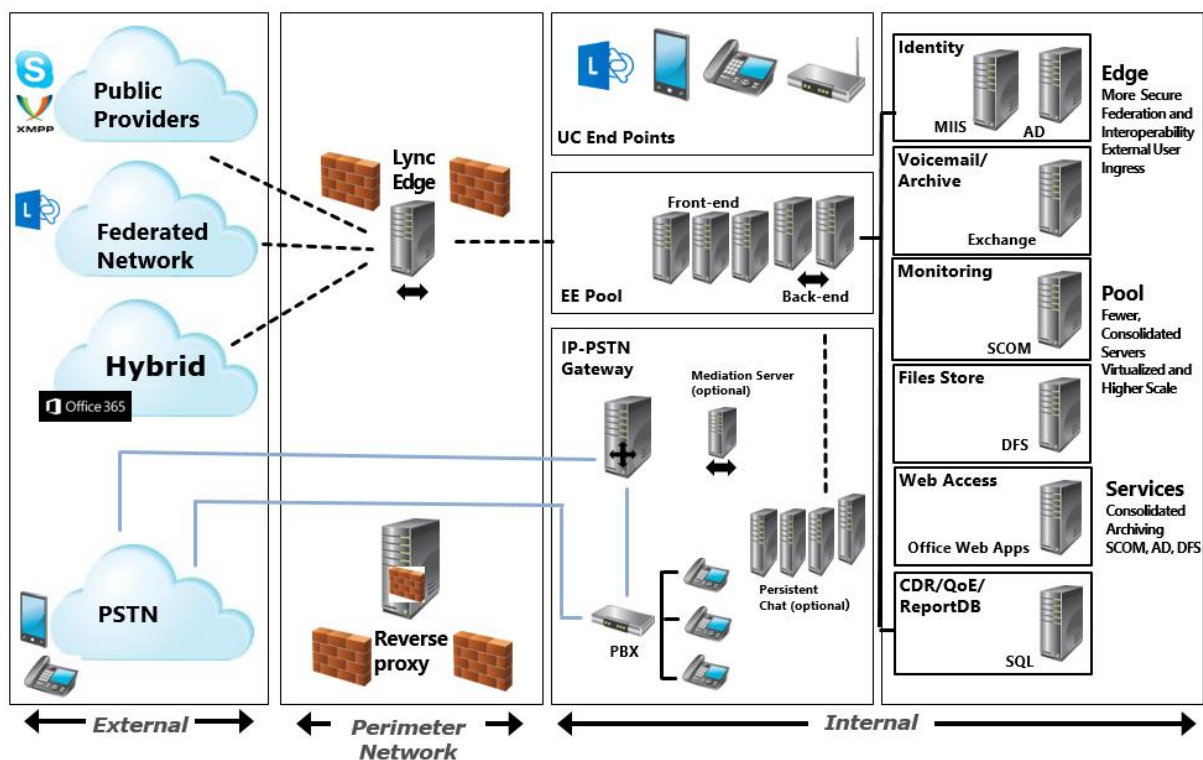 S
XMPP
Public
Providers
L
Federated
Network
Hybrid
Office 365
PSTN
External
Lync
Edge
Reverse
proxy
Perimeter
Network
L
UC End Points
Front-end
EE Pool
Back-end
IP-PSTN
Gateway
Mediation Server
(optional)
Persistent
Chat (optional)
PBX
Internal
Identity
MIIS
AD
Voicemail/
Archive
Exchange
Monitoring
SCOM
Files Store
DFS
Web Access
Office Web Apps
CDR/QoE/
ReportDB
SQL
Edge
More Secure
Federation and
Interoperability
External User
Ingress
Pool
Fewer,
Consolidated
Servers
Virtualized and
Higher Scale
Services
Consolidated
Archiving
SCOM, AD, DFS